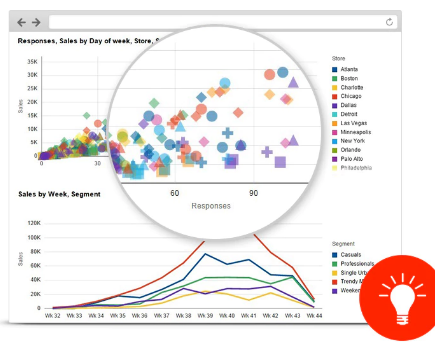 Responses, Sales by Day of week, Store, S
Store
35K
30K
25K
20K
15K
10K
5K
0
Sales
0
30
60
90
Responses
Atlanta
Boston
Charlotte
Chicago
Dallas
Detroit
Las Vegas
Minneapolis
New York
Orlando
Palo Alto
Philadelphia
Sales by Week, Segment
120K
100K
80K
60K
40K
20K
0
Sales
Wk 32
Wk 33
Wk 34
Wk 35
Wk 36
Wk 37
Wk 38
Wk 39
Wk 40
Wk 41
Wk 42
Wk 43
Wk 44
Segment
Casuals
Professionals
Single Urb
Trendy M
Weeken